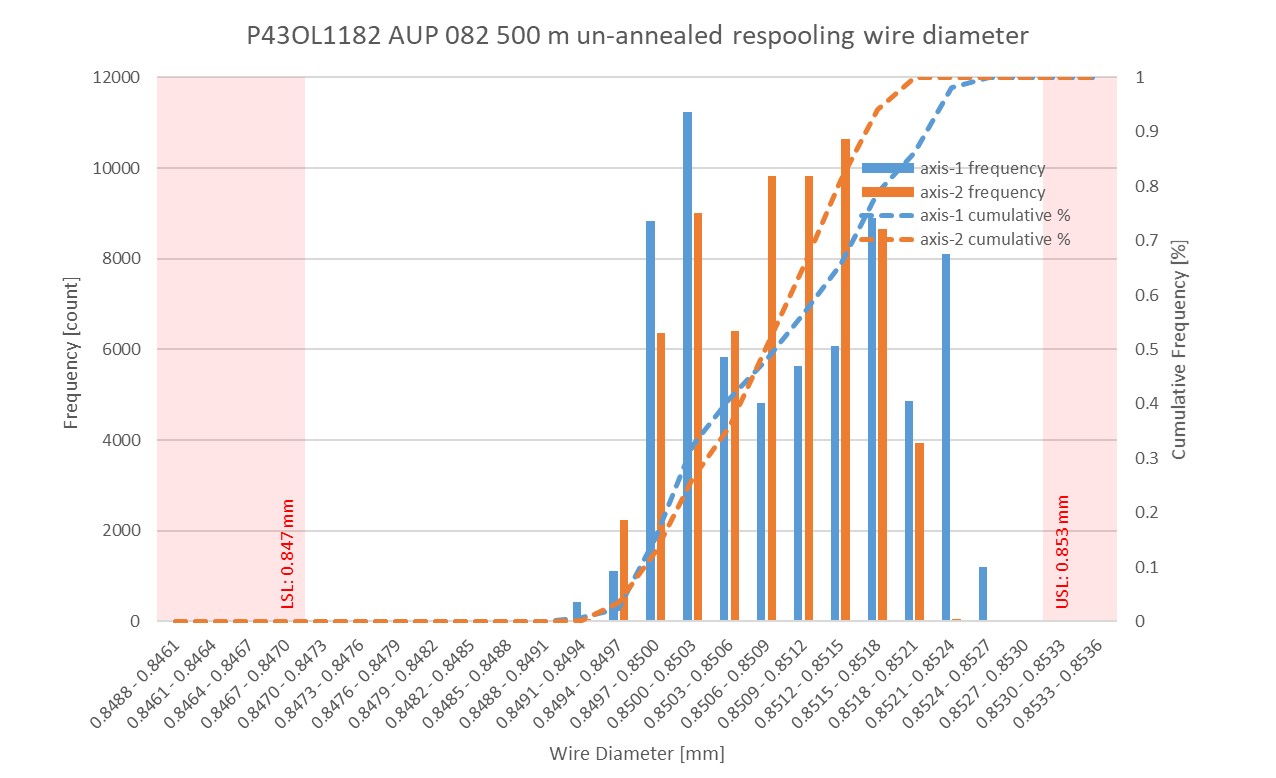 P43OL1182 AUP 082 500 m un-annealed respooling wire diameter
12000
10000
8000
6000
4000
2000
0
Frequency [count]
1
0.9
0.8
0.7
0.6
0.5
0.4
0.3
0.2
0.1
0
Cumulative Frequency [%]
axis-1 frequency
axis-2 frequency
axis-1 cumulative %
axis-2 cumulative %
LSL: 0.847 mm
USL: 0.853 mm
0.8488 - 0.8461
0.8461 - 0.8464
0.8464 - 0.8467
0.8467 - 0.8470
0.8470 - 0.8473
0.8473 - 0.8476
0.8476 - 0.8479
0.8479 - 0.8482
0.8482 - 0.8485
0.8485 - 0.8488
0.8488 - 0.8491
0.8491 - 0.8494
0.8494 - 0.8497
0.8497 - 0.8500
0.8500 - 0.8503
0.8503 - 0.8506
0.8506 - 0.8509
0.8509 - 0.8512
0.8512 - 0.8515
0.8515 - 0.8518
0.8518 - 0.8521
0.8521 - 0.8524
0.8524 - 0.8527
0.8527 - 0.8530
0.8530 - 0.8533
0.8533 - 0.8536
Wire Diameter [mm]